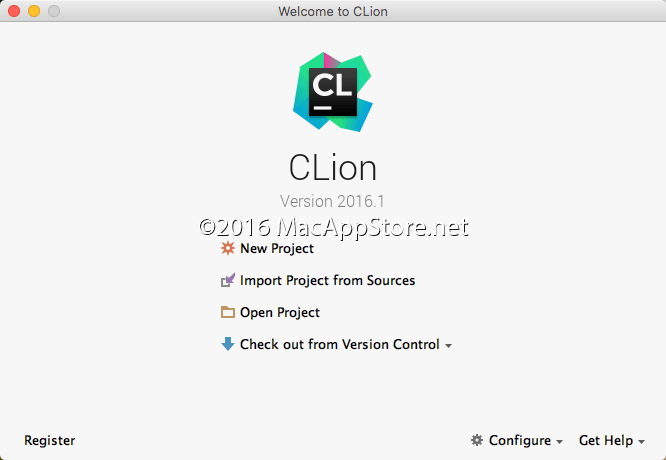 Welcome to CLion
CL
CLion
Version 2016.1
©2016 MacAppStore.net
New Project
Import Project from Sources
Open Project
Check out from Version Control
Register
Configure
Get Help